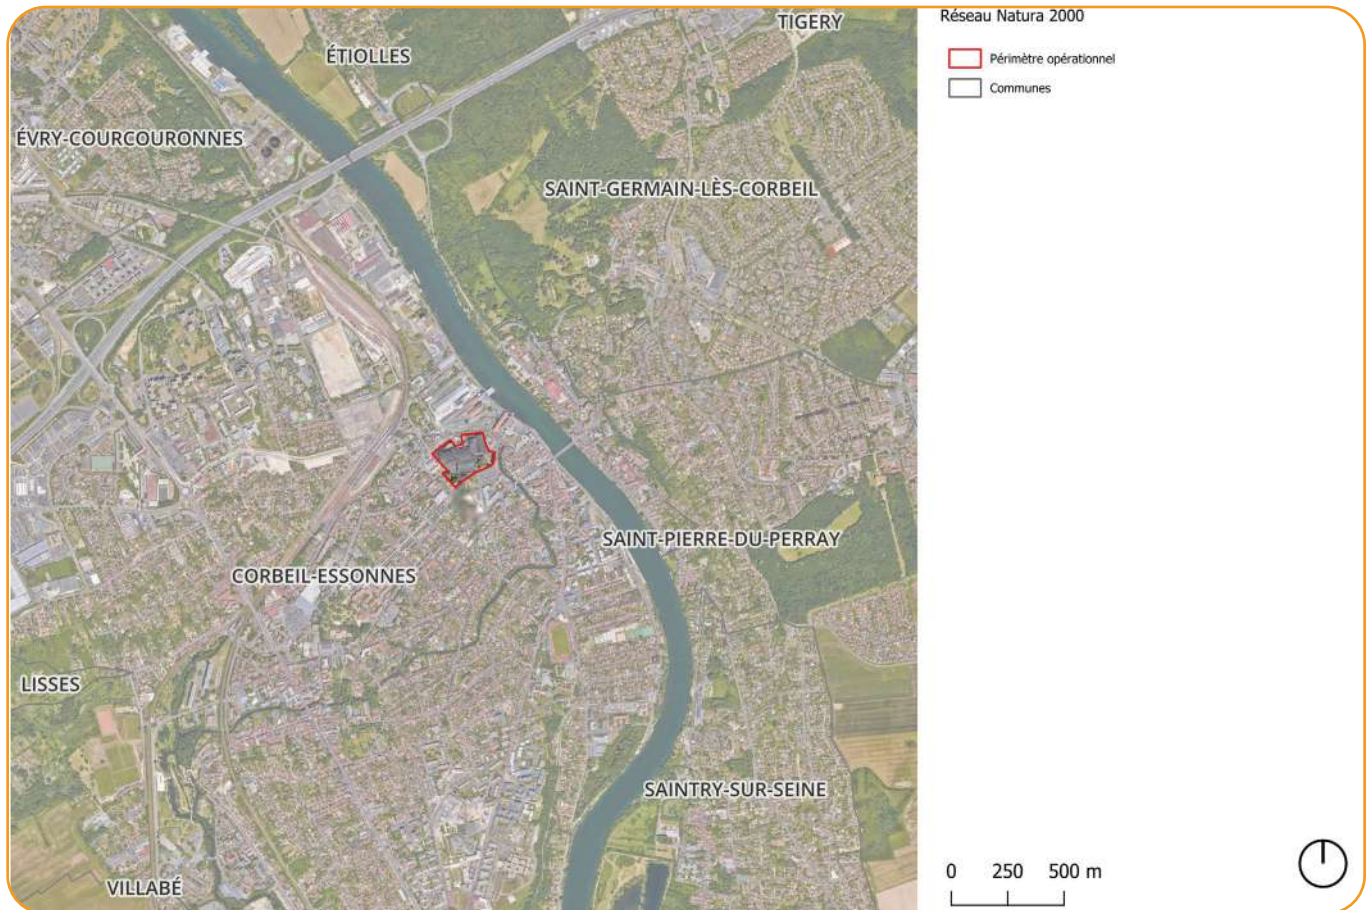 Réseau Natura 2000
Périmètre opérationnel
Communes
TIGERY
ÉTIOLLES
ÉVRY-COURCOURONNES
SAINT-GERMAIN-LÈS-CORBEIL
SAINT-PIERRE-DU-PERRAY
CORBEIL-ESSONNES
LISSES
SAINTRY-SUR-SEINE
VILLABÉ
0 250 500 m